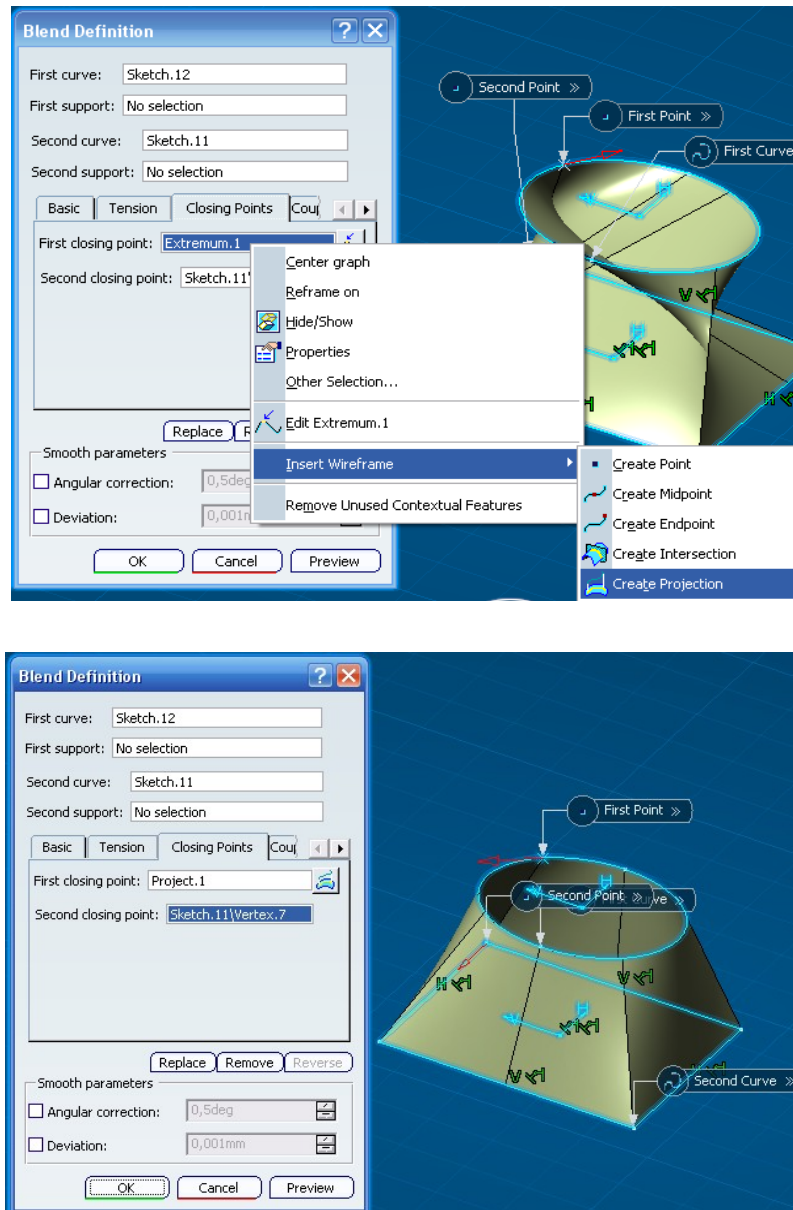 Blend Definition
First curve: Sketch.12
First support: No selection
Second curve: Sketch.11
Second support: No selection
Basic Tension Closing Points
First closing point: Extremum.1
Second closing point: Sketch.11
Center graph
Reframe on
Hide/Show
Properties
Other Selection...
Edit Extremum.1
Insert Wireframe
Remove Unused Contextual Features
Create Point
Create Midpoint
Create Endpoint
Create Intersection
Create Projection
Replace
Smooth parameters
Angular correction: 0,5deg
Deviation: 0,001
OK Cancel Preview
Second Point
First Point
First Curve
V
H
H
Blend Definition
First curve: Sketch.12
First support: No selection
Second curve: Sketch.11
Second support: No selection
Basic Tension Closing Points
First closing point: Project.1
Second closing point: Sketch.11\Vertex.7
Replace Remove Reverse
Smooth parameters
Angular correction: 0,5deg
Deviation: 0,001mm
OK Cancel Preview
First Point
Second Point
H
V
H
V
Second Curve